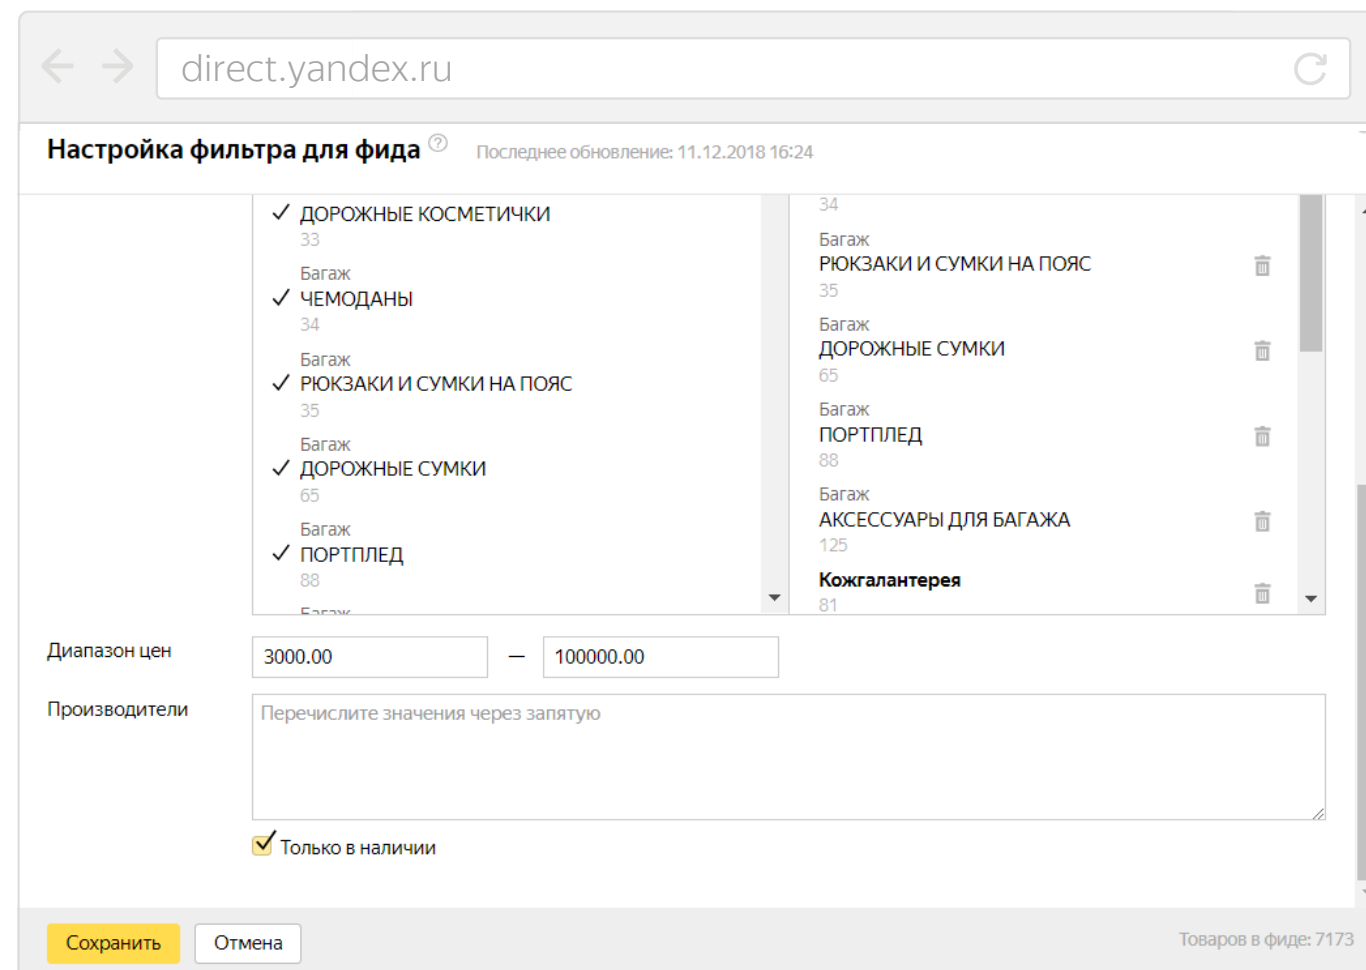 direct.yandex.ru
Настройка фильтра для фида ?
Последнее обновление: 11.12.2018 16:24
ДОРОЖНЫЕ КОСМЕТИЧКИ
33
Багаж
ЧЕМОДАНЫ
34
Багаж
РЮКЗАКИ И СУМКИ НА ПОЯС
35
Багаж
ДОРОЖНЫЕ СУМКИ
65
Багаж
ПОРТПЛЕД
88
Багаж
34
Багаж
РЮКЗАКИ И СУМКИ НА ПОЯС
35
Багаж
ДОРОЖНЫЕ СУМКИ
65
Багаж
ПОРТПЛЕД
88
Багаж
АКСЕССУАРЫ ДЛЯ БАГАЖА
125
Кожгалантерея
81
Диапазон цен
3000.00 — 100000.00
Производители
Перечислите значения через запятую
Только в наличии
Сохранить
Отмена
Товаров в фиде: 7173